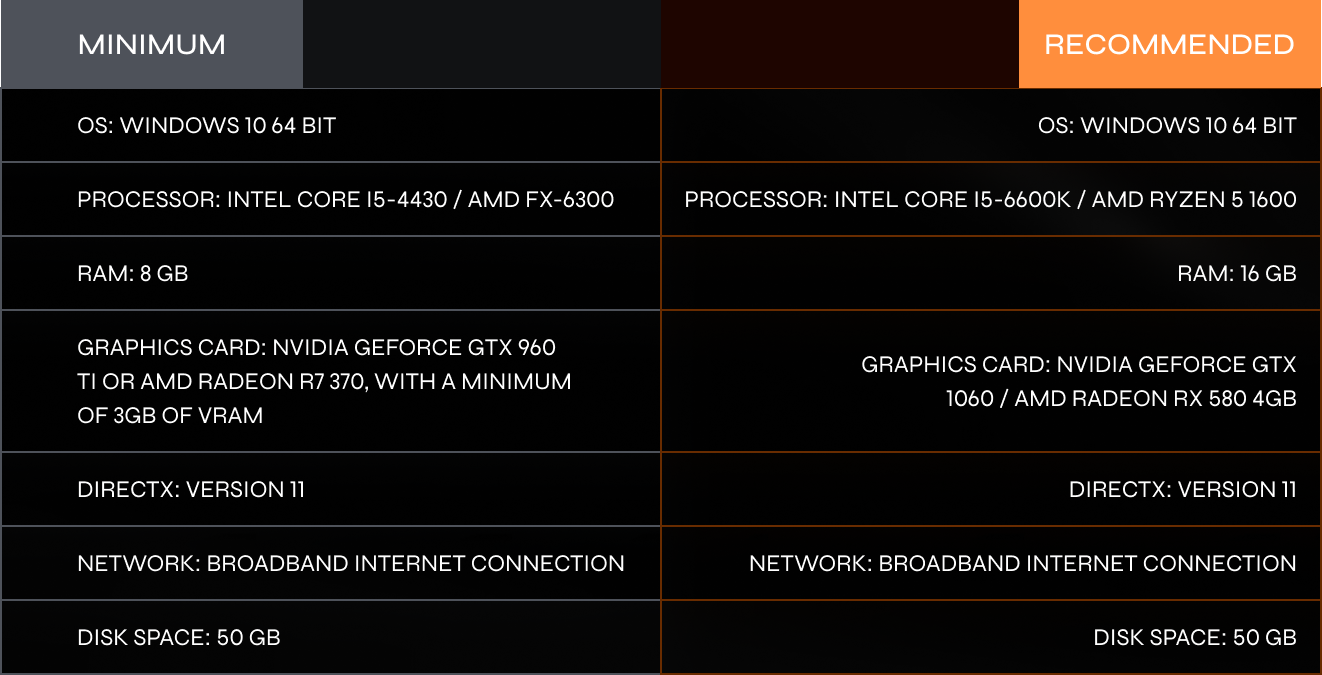 MINIMUM
RECOMMENDED
OS: WINDOWS 10 64 BIT
OS: WINDOWS 10 64 BIT
PROCESSOR: INTEL CORE I5-4430 / AMD FX-6300
PROCESSOR: INTEL CORE I5-6600K / AMD RYZEN 5 1600
RAM: 8 GB
RAM: 16 GB
GRAPHICS CARD: NVIDIA GEFORCE GTX 960
TI OR AMD RADEON R7 370, WITH A MINIMUM
OF 3GB OF VRAM
GRAPHICS CARD: NVIDIA GEFORCE GTX
1060 / AMD RADEON RX 580 4GB
DIRECTX: VERSION 11
DIRECTX: VERSION 11
NETWORK: BROADBAND INTERNET CONNECTION
NETWORK: BROADBAND INTERNET CONNECTION
DISK SPACE: 50 GB
DISK SPACE: 50 GB